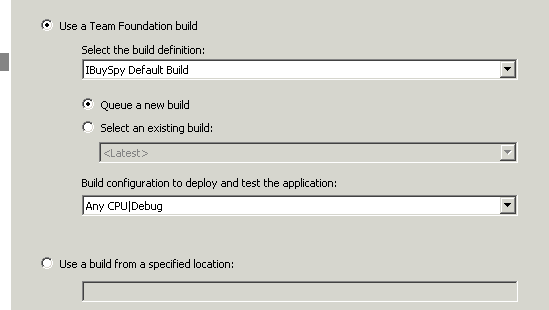 Use a Team Foundation build
Select the build definition:
IBuySpy Default Build
Queue a new build
Select an existing build:
<Latest>
Build configuration to deploy and test the application:
Any CPU|Debug
Use a build from a specified location: